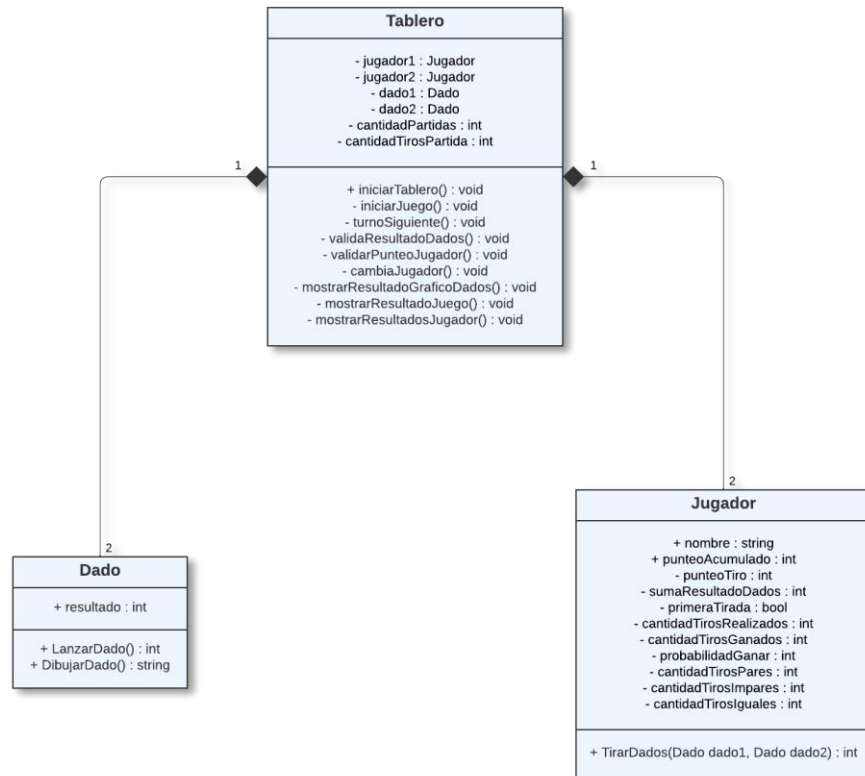 Tablero
- jugador1 : Jugador
- jugador2 : Jugador
- dado1 : Dado
- dado2 : Dado
- cantidadPartidas : int
- cantidadTirosPartida : int
1
1
+ iniciarTablero() : void
- iniciarJuego() : void
- turnoSiguiente() : void
- validaResultadoDados() : void
- validarPunteoJugador() : void
- cambiaJugador() : void
- mostrarResultadoGraficoDados() : void
- mostrarResultadoJuego() : void
- mostrarResultadosJugador() : void
2
Dado
+ resultado : int
+ LanzarDado() : int
+ DibujarDado() : string
2
Jugador
+ nombre : string
+ punteoAcumulado : int
- punteoTiro : int
- sumaResultadoDados : int
- primeraTirada : bool
- cantidadTirosRealizados : int
- cantidadTirosGanados : int
- probabilidadGanar : int
- cantidadTirosPares : int
- cantidadTirosImpares : int
- cantidadTirosIguales : int
+ TirarDados(Dado dado1, Dado dado2) : int